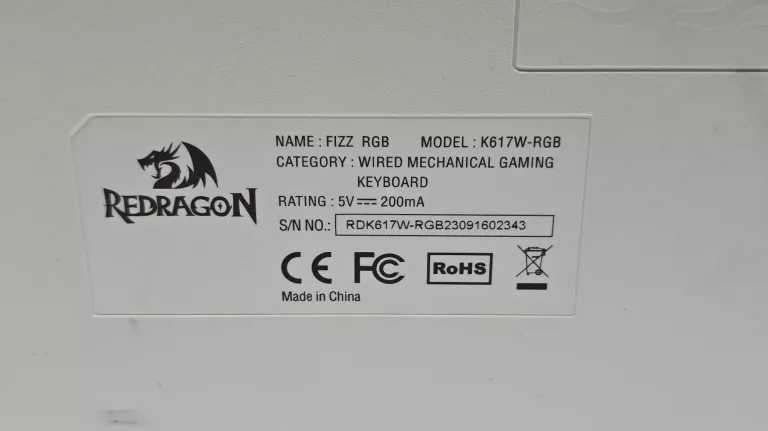 REDRAGON
NAME : FIZZ RGB MODEL : K617W-RGB
CATEGORY : WIRED MECHANICAL GAMING
KEYBOARD
RATING : 5V⎓200mA
S/N NO.: RDK617W-RGB23091602343
CE FC RoHS
Made in China